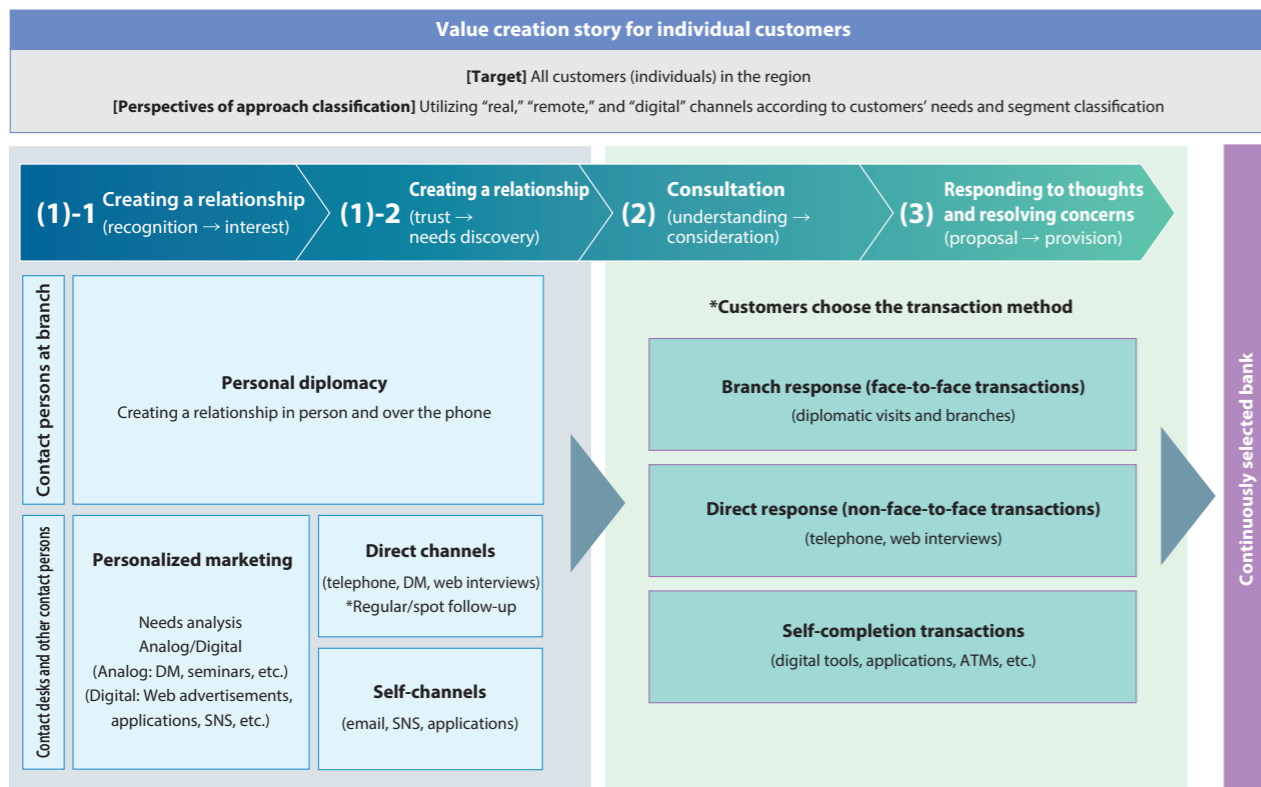 Value creation story for individual customers
[Target] All customers (individuals) in the region
[Perspectives of approach classification] Utilizing “real,” “remote,” and “digital” channels according to customers’ needs and segment classification
(1)-1
Creating a relationship
(recognition → interest)
(1)-2
Creating a relationship
(trust →
needs discovery)
(2)
Consultation
(understanding →
consideration)
(3)
Responding to thoughts
and resolving concerns
(proposal → provision)
Contact persons at branch
Personal diplomacy
Creating a relationship in person and over the phone
Contact desks and other contact persons
Personalized marketing
Needs analysis
Analog/Digital
(Analog: DM, seminars, etc.)
(Digital: Web advertisements,
applications, SNS, etc.)
Direct channels
(telephone, DM, web interviews)
*Regular/spot follow-up
Self-channels
(email, SNS, applications)
*Customers choose the transaction method
Branch response (face-to-face transactions)
(diplomatic visits and branches)
Direct response (non-face-to-face transactions)
(telephone, web interviews)
Self-completion transactions
(digital tools, applications, ATMs, etc.)
Continuously selected bank